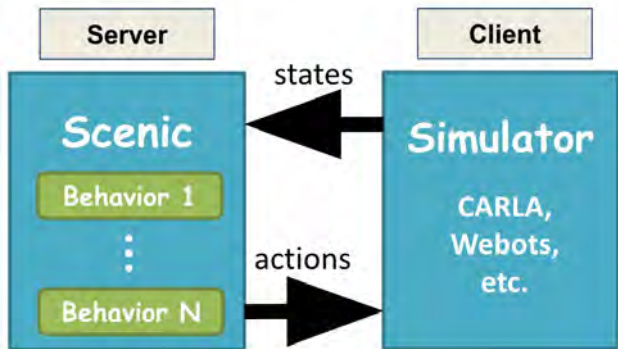 Server
Client
states
Scenic
Simulator
Behavior 1
CARLA,
Webots,
etc.
actions
Behavior N